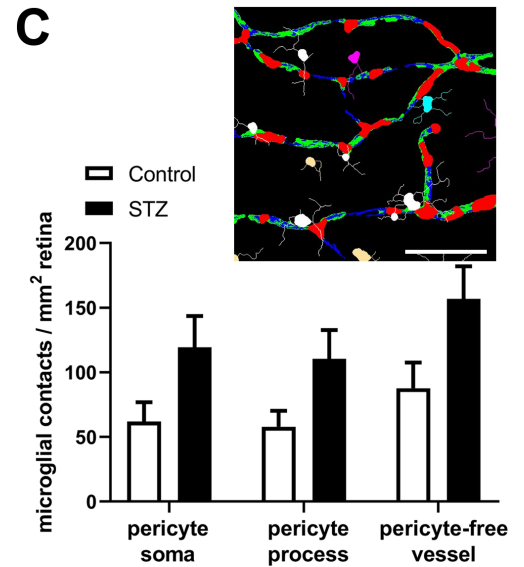 C
Control
STZ
microglial contacts / mm² retina
200
150
100
50
0
pericyte
soma
pericyte
process
pericyte-free
vessel